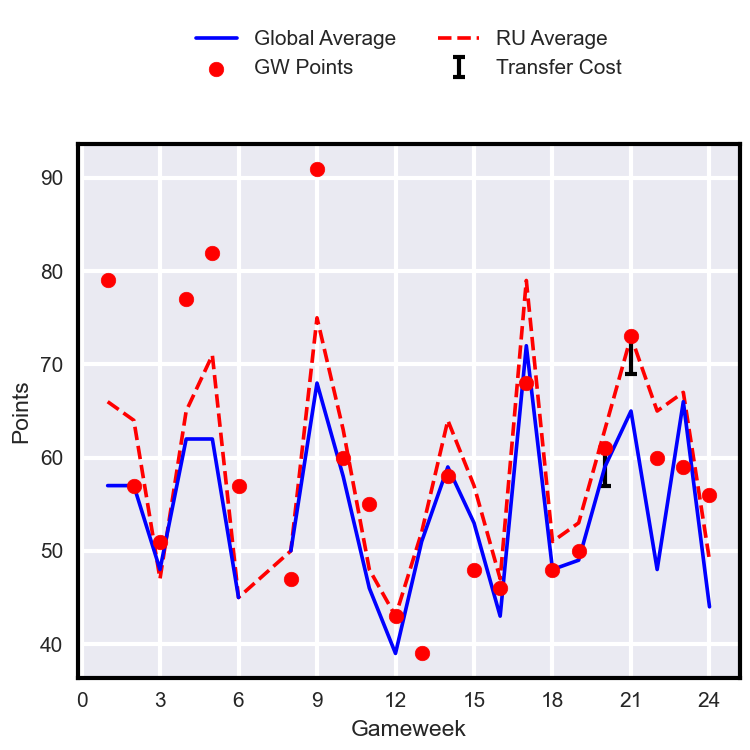 Global Average
RU Average
GW Points
Transfer Cost
90
80
70
60
50
40
Points
0 3 6 9 12 15 18 21 24
Gameweek